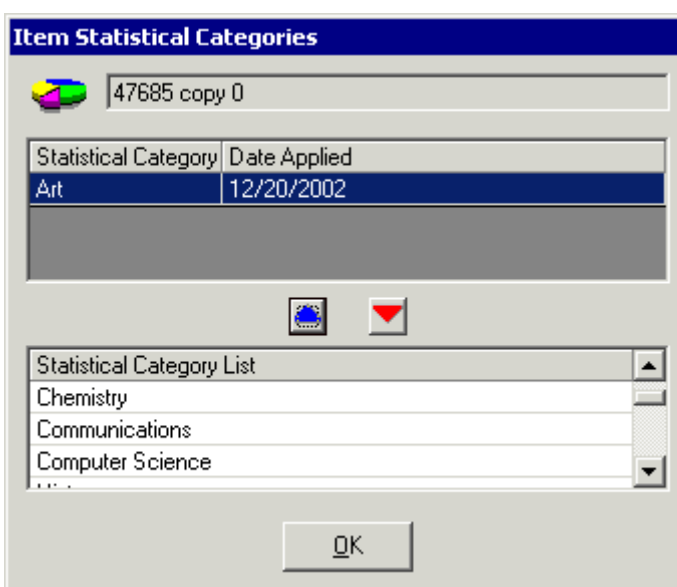 Item Statistical Categories
47685 copy 0
Statistical Category Date Applied
Art 12/20/2002
Statistical Category List
Chemistry
Communications
Computer Science
OK